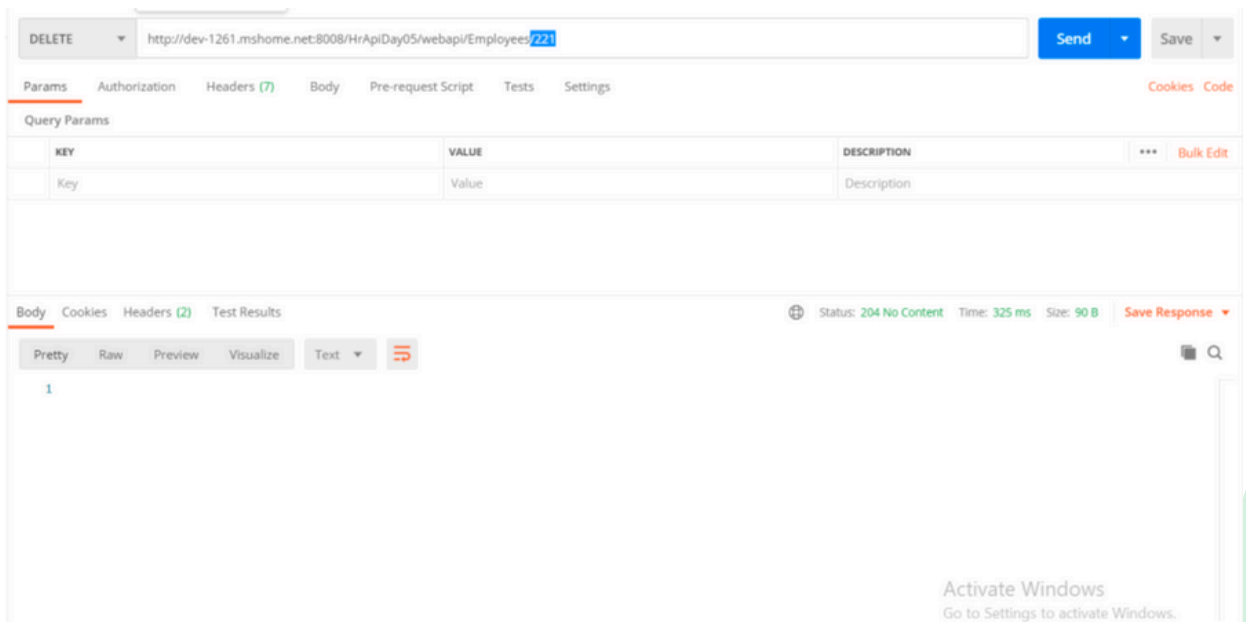 DELETE http://dev-1261.mshome.net:8008/HrApiDay05/webapi/Employees/221 Send Save
Params Authorization Headers (7) Body Pre-request Script Tests Settings Cookies Code
Query Params
KEY VALUE DESCRIPTION ••• Bulk Edit
Key Value Description
Body Cookies Headers (2) Test Results Status: 204 No Content Time: 325 ms Size: 90 B Save Response
Pretty Raw Preview Visualize Text
1
Activate Windows
Go to Settings to activate Windows.